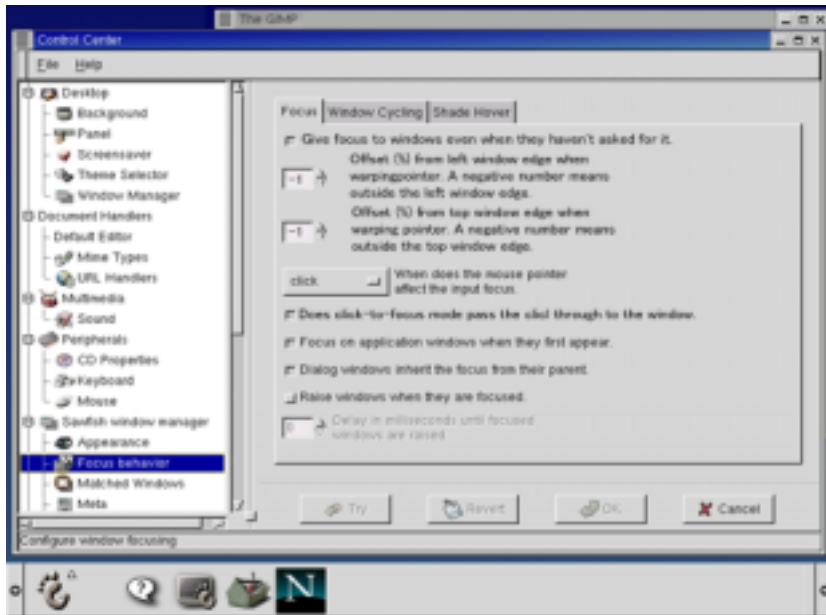 The GIMP
Control Center
File Help
Desktop
Background
Panel
Screensaver
Theme Selector
Window Manager
Document Handlers
Default Editor
Mime Types
URL Handlers
Multimedia
Sound
Peripherals
CD Properties
Keyboard
Mouse
Sawfish window manager
Appearance
Focus behavior
Matched Windows
Meta
Focus Window Cycling Shade Hover
Give focus to windows even when they haven't asked for it.
-1
Offset (%) from left window edge when
warpingpointer. A negative number means
outside the left window edge.
-1
Offset (%) from top window edge when
warping pointer. A negative number means
outside the top window edge.
click
When does the mouse pointer
affect the input focus.
Does click-to-focus mode pass the click through to the window.
Focus on application windows when they first appear.
Dialog windows inherit the focus from their parent.
Raise windows when they are focused.
0
Delay in milliseconds until focused
windows are raised
Try Revert OK Cancel
Configure window focusing
N